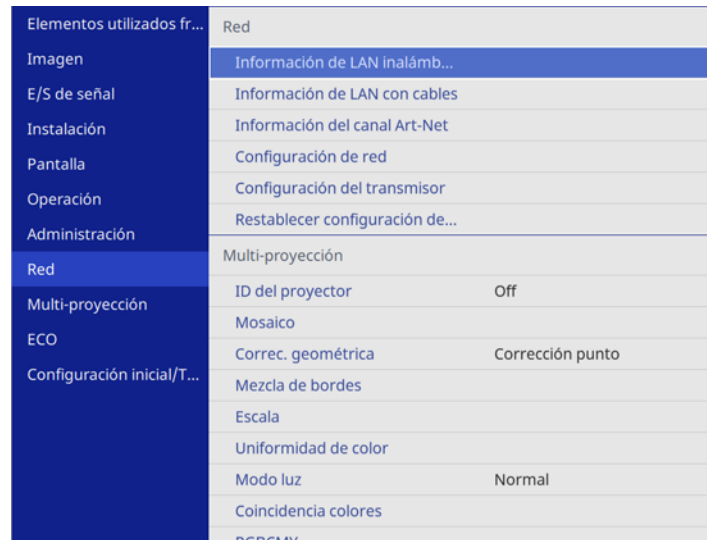 Elementos utilizados fr...
Imagen
E/S de señal
Instalación
Pantalla
Operación
Administración
Red
Multi-proyección
ECO
Configuración inicial/T...
Red
Información de LAN inalámb...
Información de LAN con cables
Información del canal Art-Net
Configuración de red
Configuración del transmisor
Restablecer configuración de...
Multi-proyección
ID del proyector Off
Mosaico
Correc. geométrica Corrección punto
Mezcla de bordes
Escala
Uniformidad de color
Modo luz Normal
Coincidencia colores